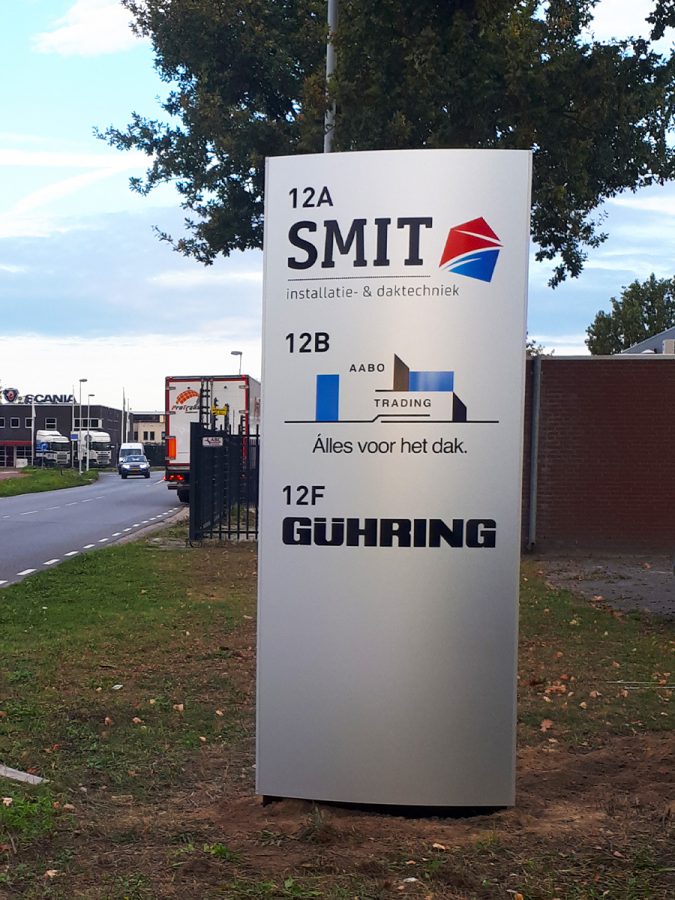 12A
SMIT
installatie- & daktechniek
12B
AABO
TRADING
Álles voor het dak.
12F
GÜHRING
SCANIA